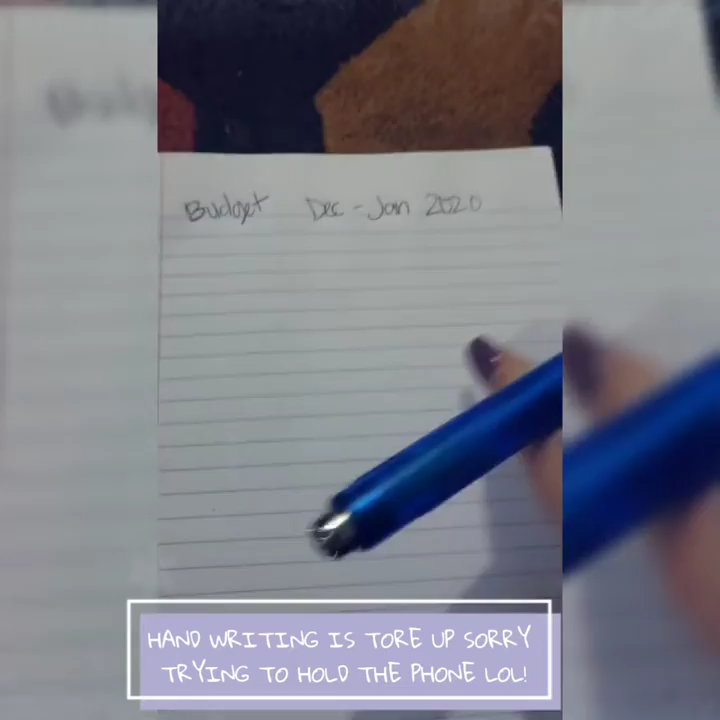 Budget Dec - Jan 2020
HAND WRITING IS TORE UP SORRY
TRYING TO HOLD THE PHONE LOL!